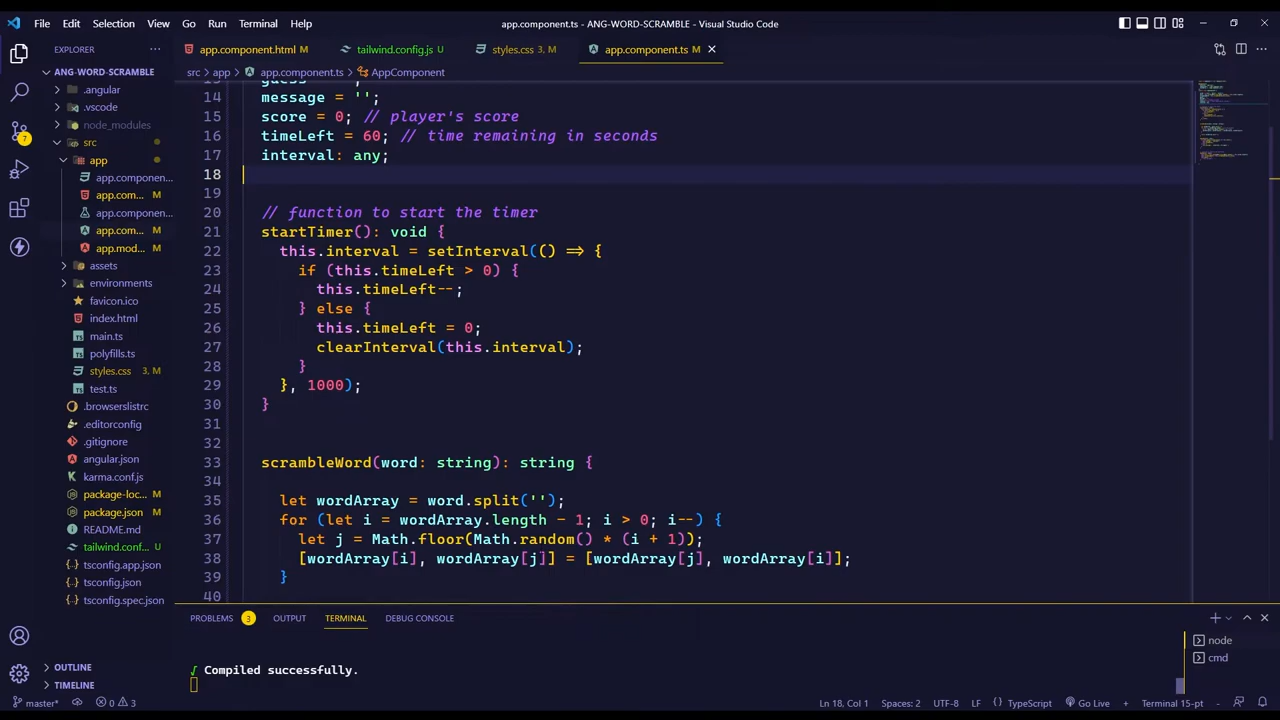 File Edit Selection View Go Run Terminal Help
app.component.ts - ANG-WORD-SCRAMBLE - Visual Studio Code
EXPLORER ...
app.component.html M
tailwind.config.js U
styles.css 3, M
app.component.ts M
src > app > app.component.ts > AppComponent
ANG-WORD-SCRAMBLE
.angular
.vscode
node_modules
src
app
app.componen...
app.com... M
app.componen...
app.com... M
app.mod... M
assets
environments
favicon.ico
index.html
main.ts
polyfills.ts
styles.css 3, M
test.ts
.browserslistrc
.editorconfig
.gitignore
angular.json
karma.conf.js
package-loc... M
package.json M
README.md
tailwind.conf... U
tsconfig.app.json
tsconfig.json
tsconfig.spec.json
OUTLINE
TIMELINE
14 message = '';
15 score = 0; // player's score
16 timeLeft = 60; // time remaining in seconds
17 interval: any;
18
19
20 // function to start the timer
21 startTimer(): void {
22 this.interval = setInterval(() => {
23 if (this.timeLeft > 0) {
24 this.timeLeft--;
25 } else {
26 this.timeLeft = 0;
27 clearInterval(this.interval);
28 }
29 }, 1000);
30 }
31
32
33 scrambleWord(word: string): string {
34
35 let wordArray = word.split('');
36 for (let i = wordArray.length - 1; i > 0; i--) {
37 let j = Math.floor(Math.random() * (i + 1));
38 [wordArray[i], wordArray[j]] = [wordArray[j], wordArray[i]];
39 }
40
PROBLEMS 3 OUTPUT TERMINAL DEBUG CONSOLE
√ Compiled successfully.
node
cmd
7
master* 0 3 Ln 18, Col 1 Spaces: 2 UTF-8 LF {} TypeScript Go Live + Terminal 15-pt -